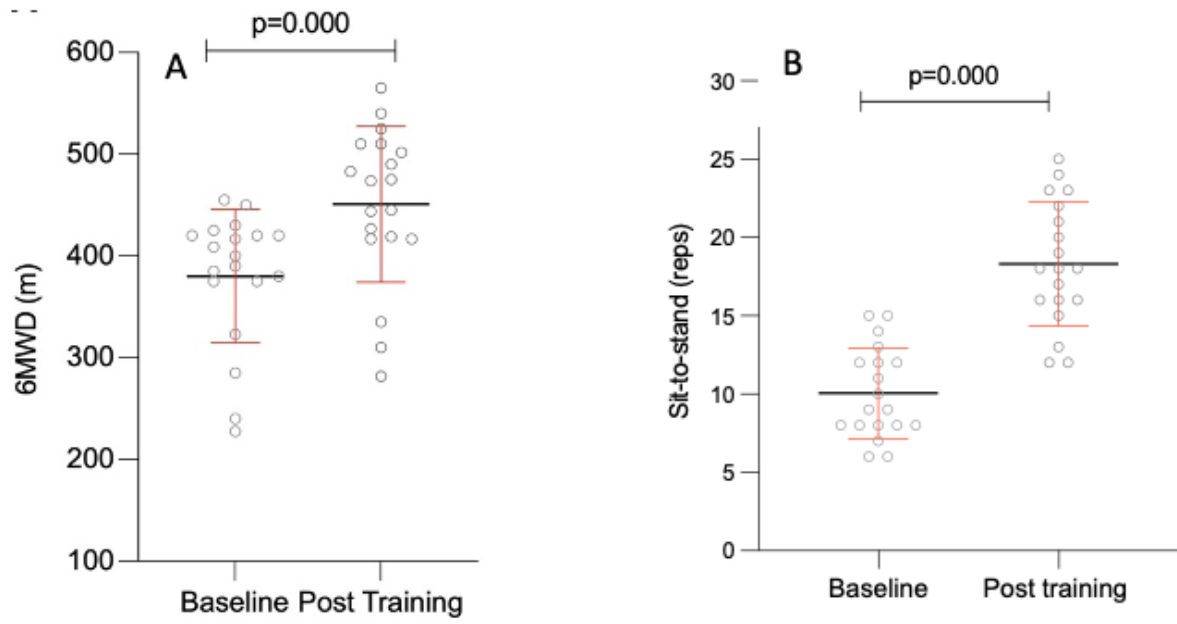 A
p=0.000
6MWD (m)
600
500
400
300
200
100
Baseline Post Training
B
p=0.000
Sit-to-stand (reps)
30
25
20
15
10
5
0
Baseline
Post training